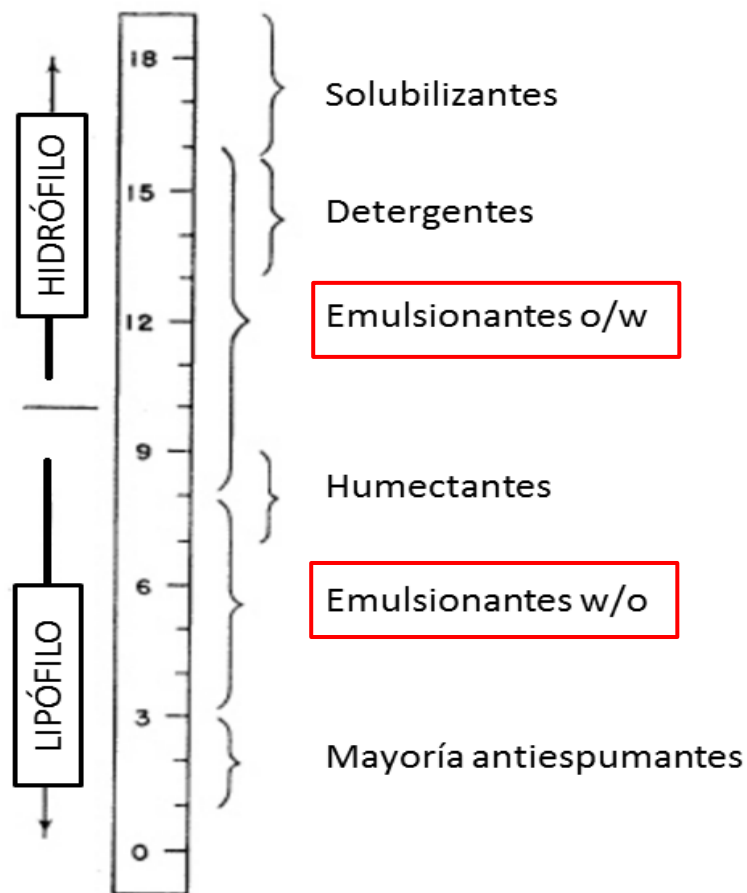 18
Solubilizantes
HIDRÓFILO
15
Detergentes
12
Emulsionantes o/w
9
Humectantes
6
Emulsionantes w/o
LIPÓFILO
3
Mayoría antiespumantes
0